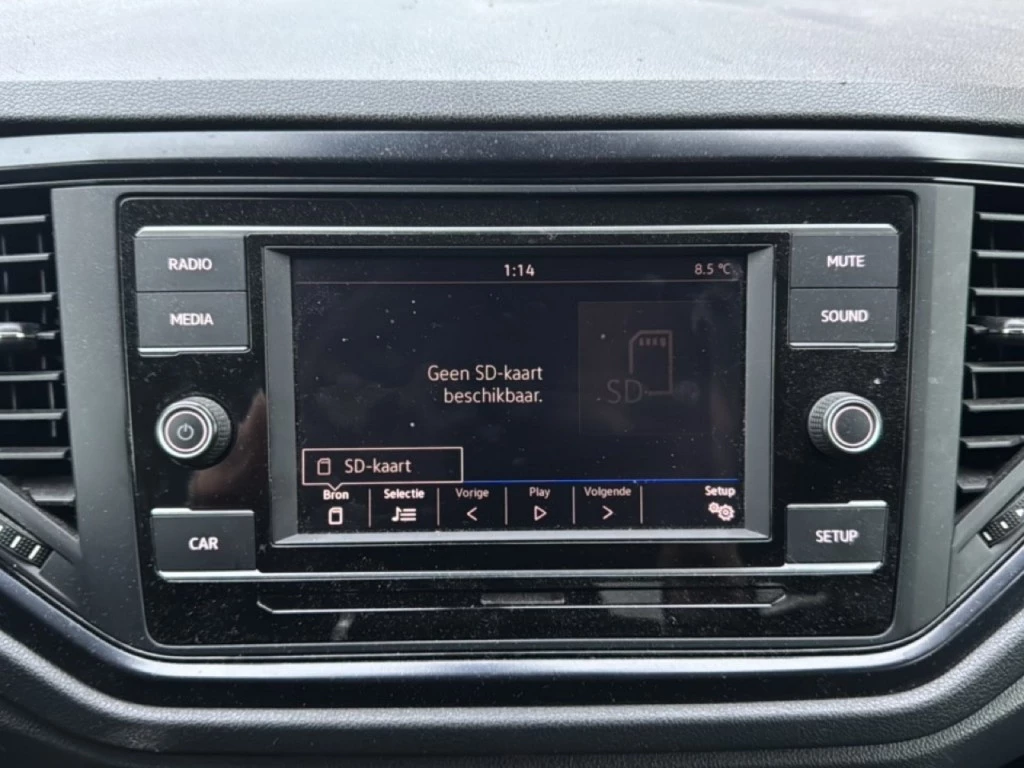 RADIO
MEDIA
CAR
1:14
8.5 °C
Geen SD-kaart
beschikbaar.
SD
SD-kaart
Bron
Selectie
Vorige
Play
Volgende
Setup
MUTE
SOUND
SETUP